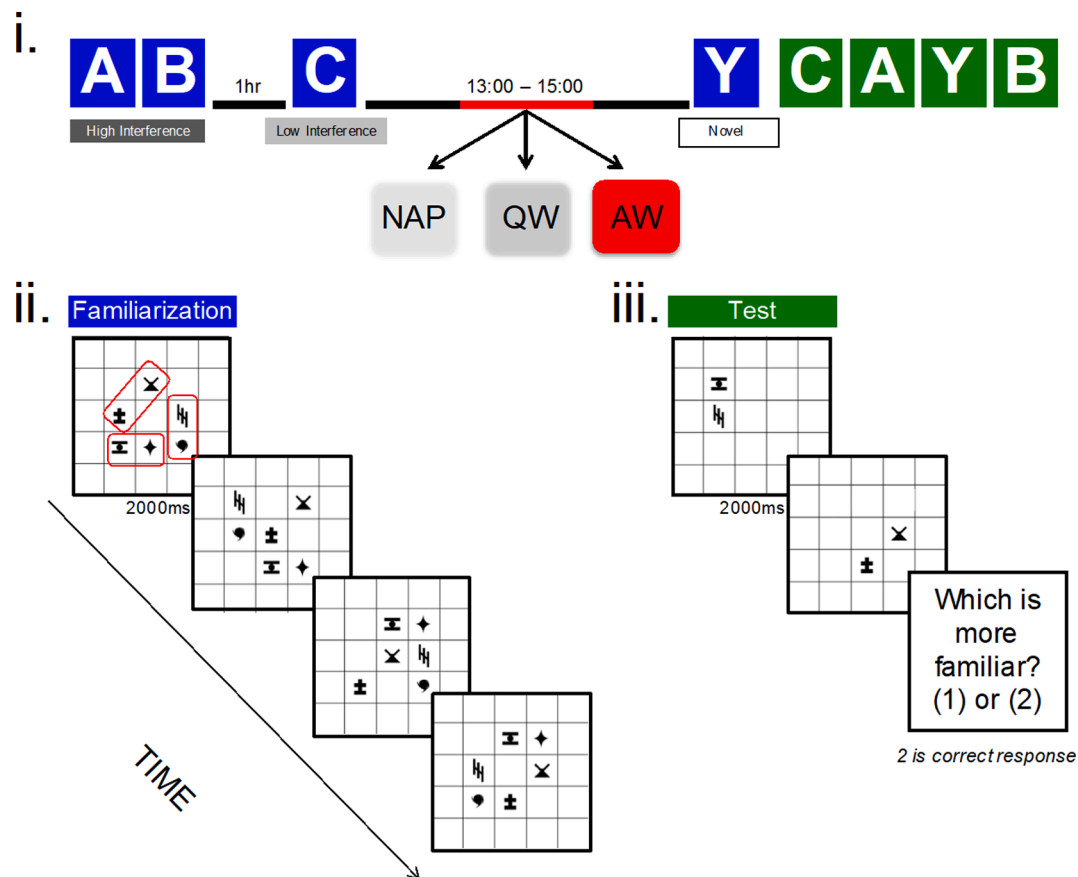 i.
A B C Y C A Y B
1hr
13:00 – 15:00
High Interference
Low Interference
Novel
NAP
QW
AW
ii.
Familiarization
2000ms
TIME
iii.
Test
2000ms
Which is
more
familiar?
(1) or (2)
2 is correct response